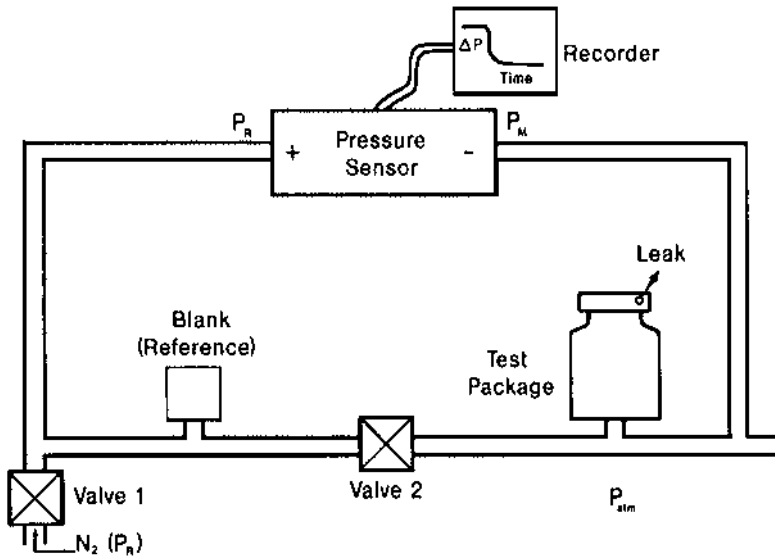 ΔP
Time
Recorder
P_R
P_M
+
Pressure
Sensor
-
Leak
Blank
(Reference)
Test
Package
Valve 1
Valve 2
P_atm
N₂ (P_R)